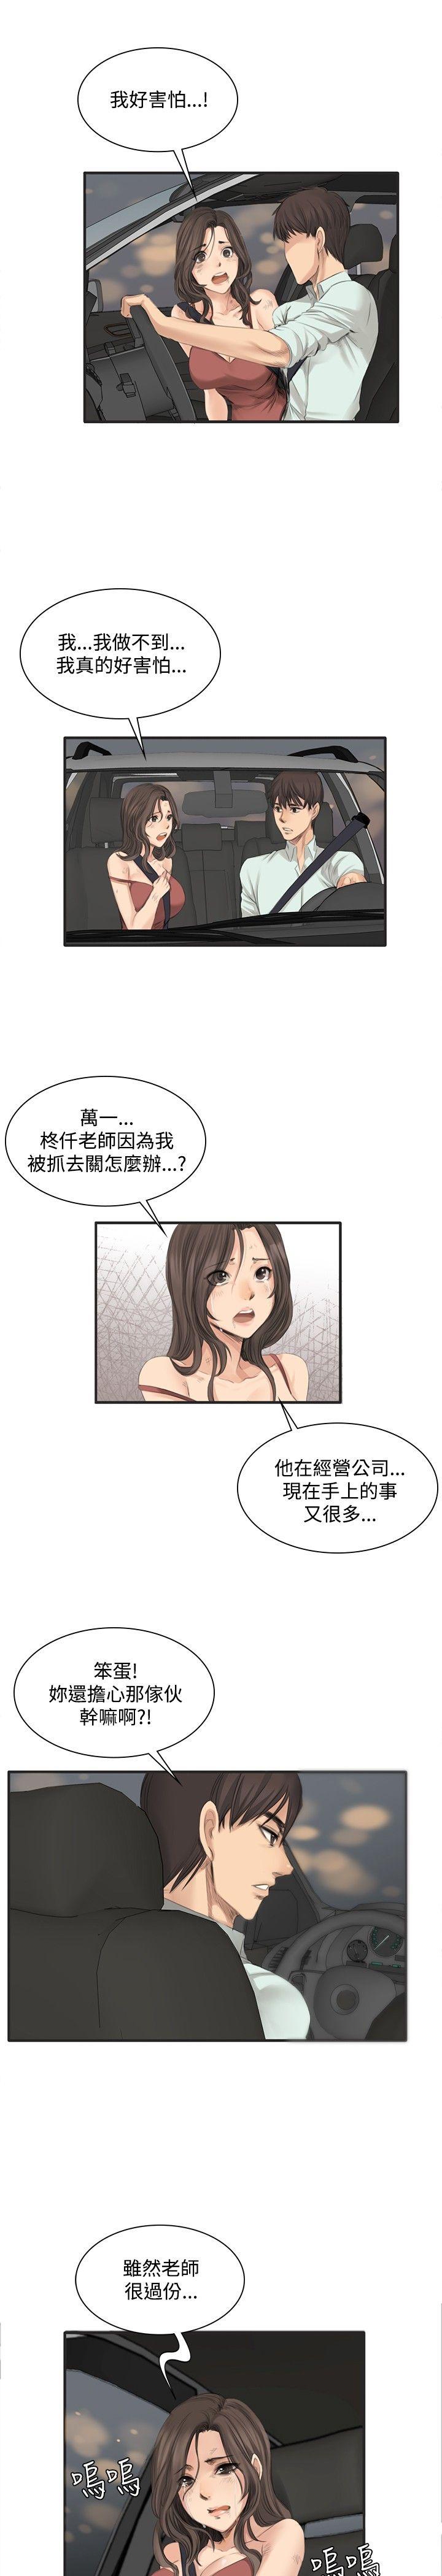 我好害怕...!
我...我做不到...
我真的好害怕...
萬一...
柊仟老師因為我
被抓去關怎麼辦...?
他在經營公司...
現在手上的事
又很多...
笨蛋!
妳還擔心那傢伙
幹嘛啊?!
雖然老師
很過份...
嗚嗚
嗚嗚